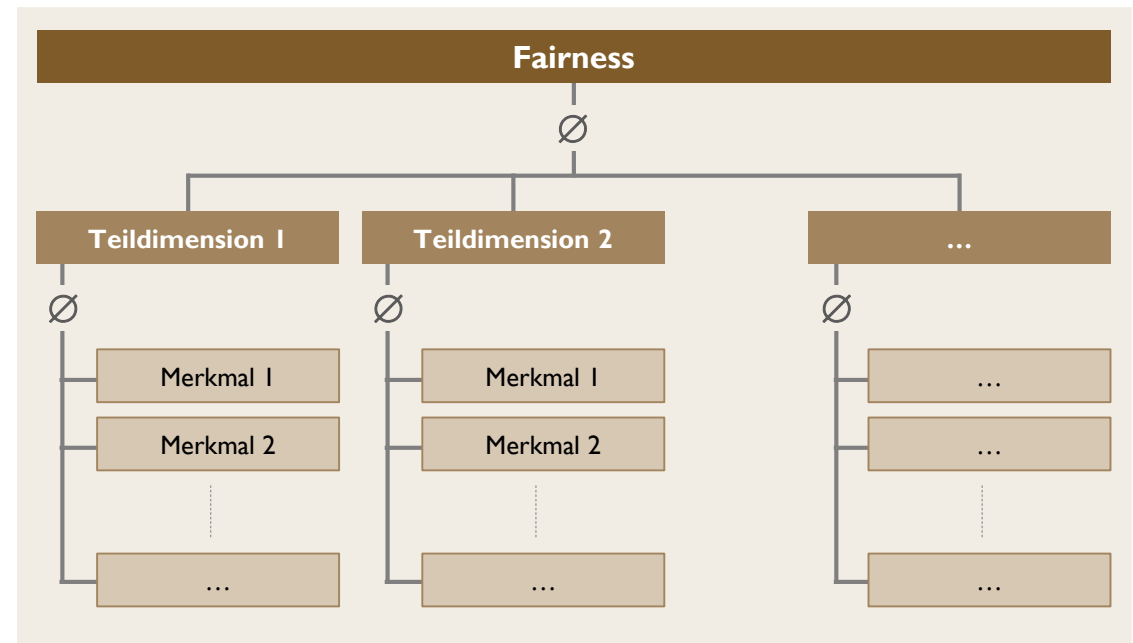 Fairness
∅
Teildimension 1
Teildimension 2
...
∅
∅
∅
Merkmal 1
Merkmal 1
...
Merkmal 2
Merkmal 2
...
...
...
...